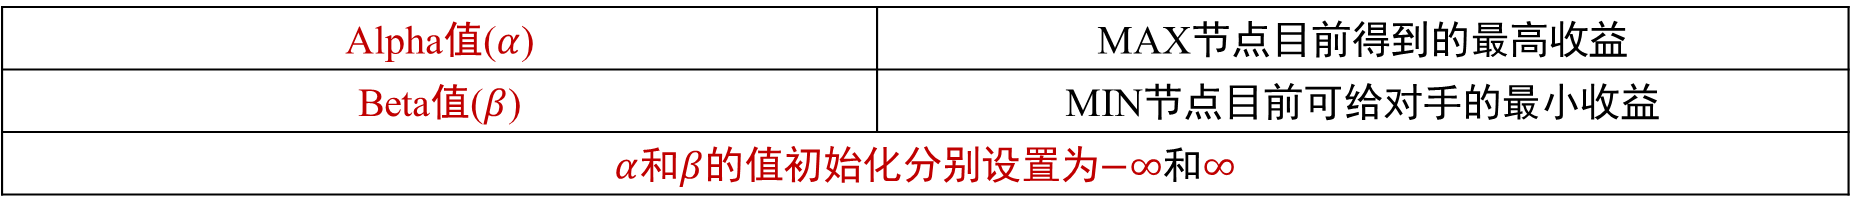 Alpha值(α) MAX节点目前得到的最高收益
Beta值(β) MIN节点目前可给对手的最小收益
α和β的值初始化分别设置为−∞和∞